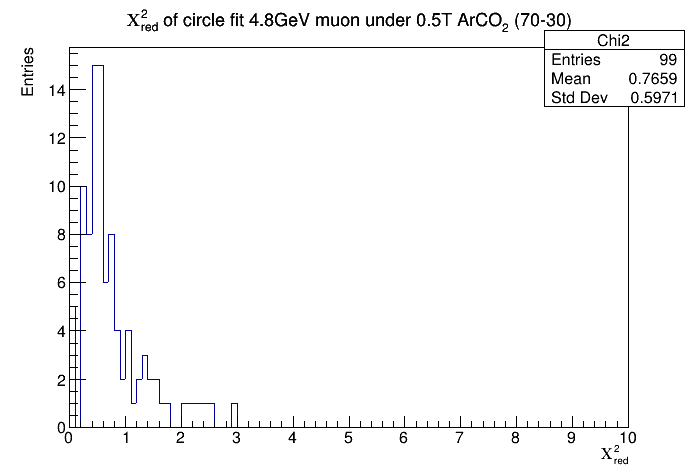 χ²red of circle fit 4.8GeV muon under 0.5T ArCO₂ (70-30)
Chi2
Entries 99
Mean 0.7659
Std Dev 0.5971
Entries
14
12
10
8
6
4
2
0
0 1 2 3 4 5 6 7 8 9 10
χ²red